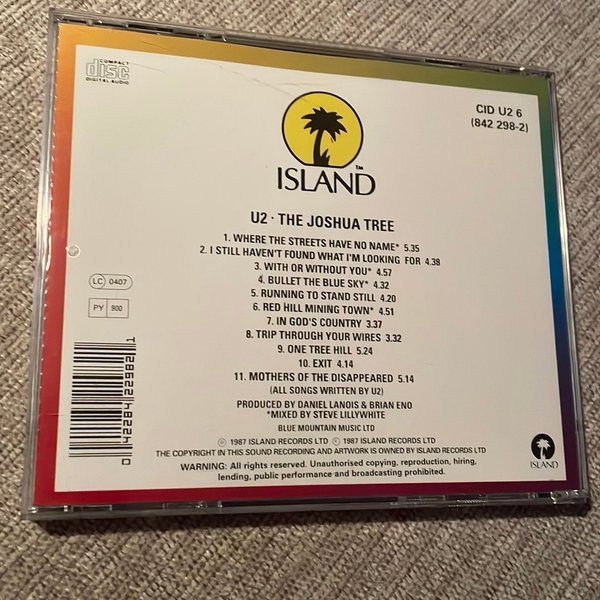 COMPACT
disc
DIGITAL AUDIO
CID U2 6
(842 298-2)
ISLAND™
U2 · THE JOSHUA TREE
1. WHERE THE STREETS HAVE NO NAME* 5.35
2. I STILL HAVEN'T FOUND WHAT I'M LOOKING FOR 4.38
3. WITH OR WITHOUT YOU* 4.57
4. BULLET THE BLUE SKY* 4.32
5. RUNNING TO STAND STILL 4.20
6. RED HILL MINING TOWN* 4.51
7. IN GOD'S COUNTRY 3.37
8. TRIP THROUGH YOUR WIRES 3.32
9. ONE TREE HILL 5.24
10. EXIT 4.14
11. MOTHERS OF THE DISAPPEARED 5.14
(ALL SONGS WRITTEN BY U2)
PRODUCED BY DANIEL LANOIS & BRIAN ENO
*MIXED BY STEVE LILLYWHITE
BLUE MOUNTAIN MUSIC LTD
℗ 1987 ISLAND RECORDS LTD © 1987 ISLAND RECORDS LTD
THE COPYRIGHT IN THIS SOUND RECORDING AND ARTWORK IS OWNED BY ISLAND RECORDS LTD
WARNING: All rights reserved. Unauthorised copying, reproduction, hiring,
lending, public performance and broadcasting prohibited.
LC 0407
PY 900
0 42284 22982 1
ISLAND